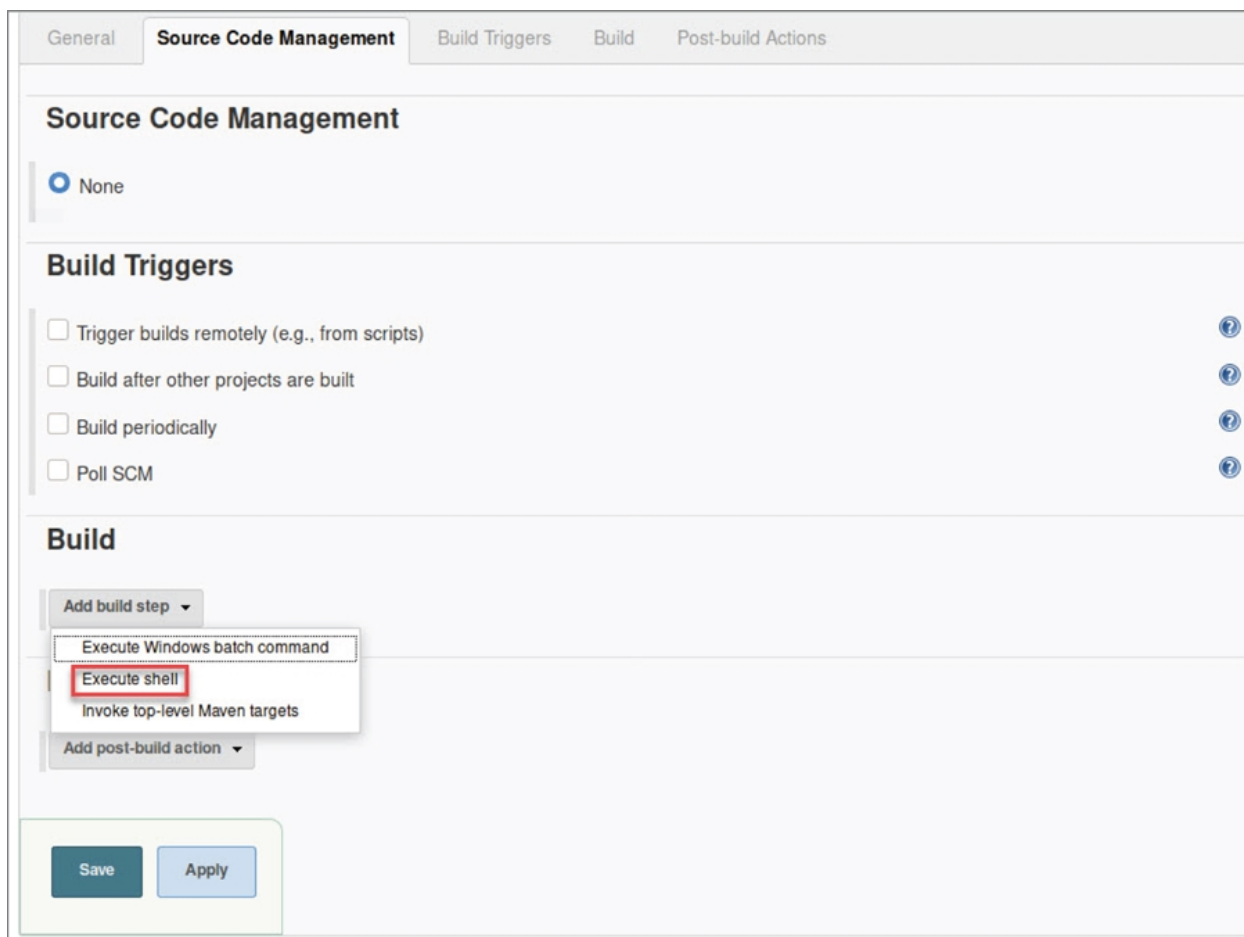 General Source Code Management Build Triggers Build Post-build Actions
Source Code Management
None
Build Triggers
Trigger builds remotely (e.g., from scripts)
Build after other projects are built
Build periodically
Poll SCM
Build
Add build step
Execute Windows batch command
Execute shell
Invoke top-level Maven targets
Add post-build action
Save Apply